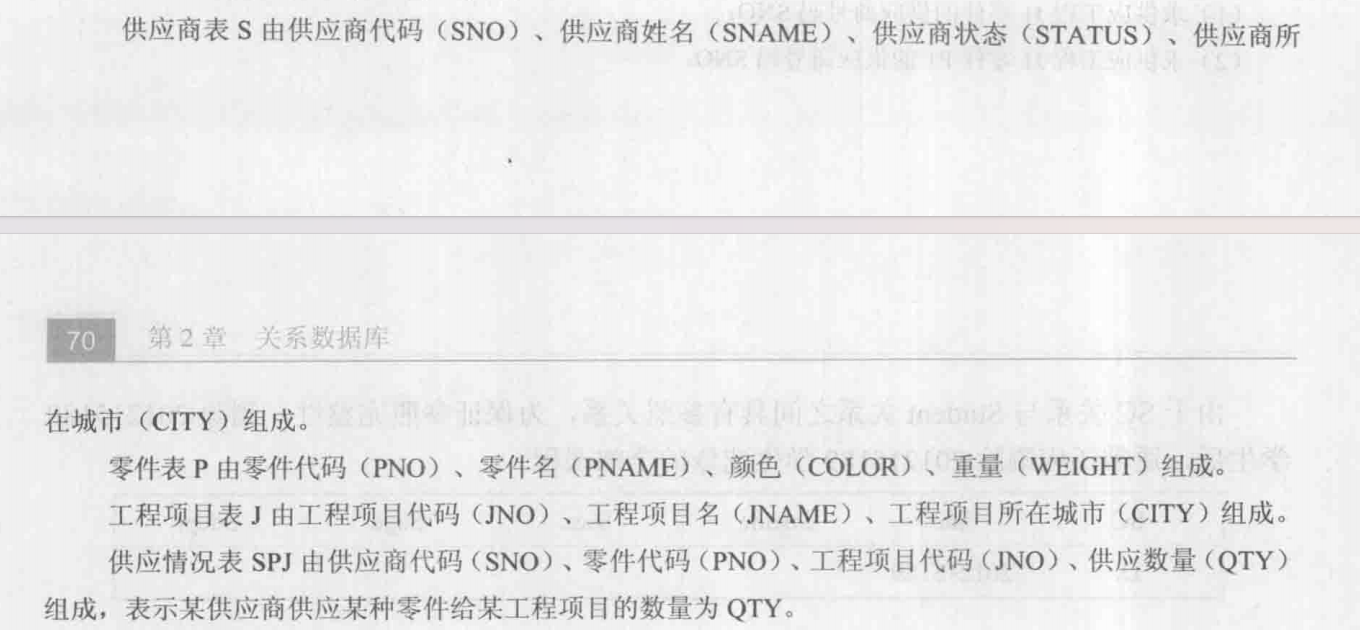 供应商表 S 由供应商代码（SNO）、供应商姓名（SNAME）、供应商状态（STATUS）、供应商所
70 第 2 章 关系数据库
在城市（CITY）组成。
零件表 P 由零件代码（PNO）、零件名（PNAME）、颜色（COLOR）、重量（WEIGHT）组成。
工程项目表 J 由工程项目代码（JNO）、工程项目名（JNAME）、工程项目所在城市（CITY）组成。
供应情况表 SPJ 由供应商代码（SNO）、零件代码（PNO）、工程项目代码（JNO）、供应数量（QTY）
组成，表示某供应商供应某种零件给某工程项目的数量为 QTY。